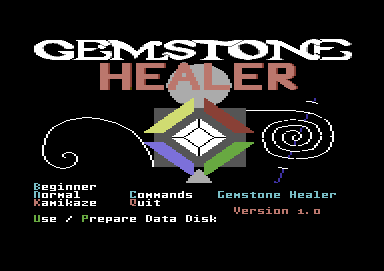 GEMSTONE
HEALER
Beginner
Normal Commands Gemstone Healer
Kamikaze Quit
Version 1.0
Use / Prepare Data Disk